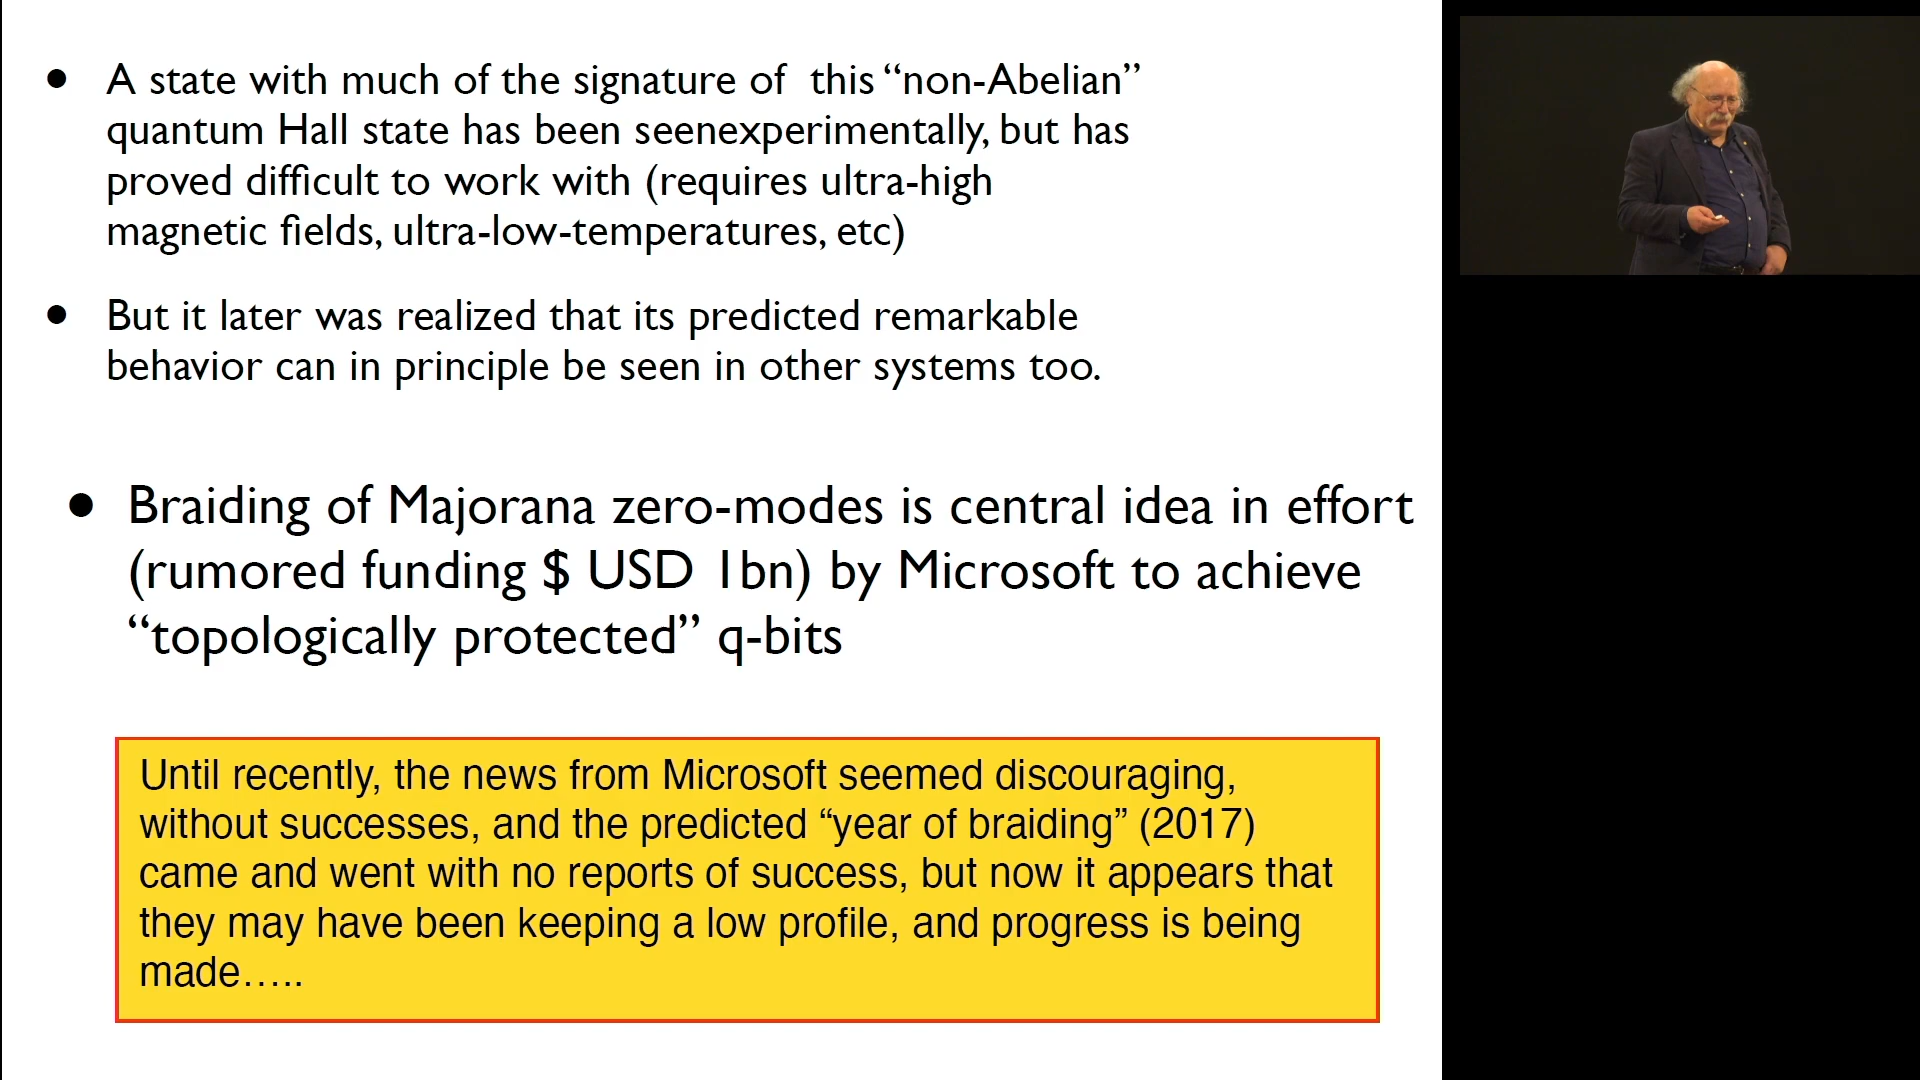 • A state with much of the signature of  this “non-Abelian”
quantum Hall state has been seenexperimentally, but has
proved difficult to work with (requires ultra-high
magnetic fields, ultra-low-temperatures, etc)
• But it later was realized that its predicted remarkable
behavior can in principle be seen in other systems too.
• Braiding of Majorana zero-modes is central idea in effort
(rumored funding $ USD 1bn) by Microsoft to achieve
“topologically protected” q-bits
Until recently, the news from Microsoft seemed discouraging,
without successes, and the predicted “year of braiding” (2017)
came and went with no reports of success, but now it appears that
they may have been keeping a low profile, and progress is being
made…..